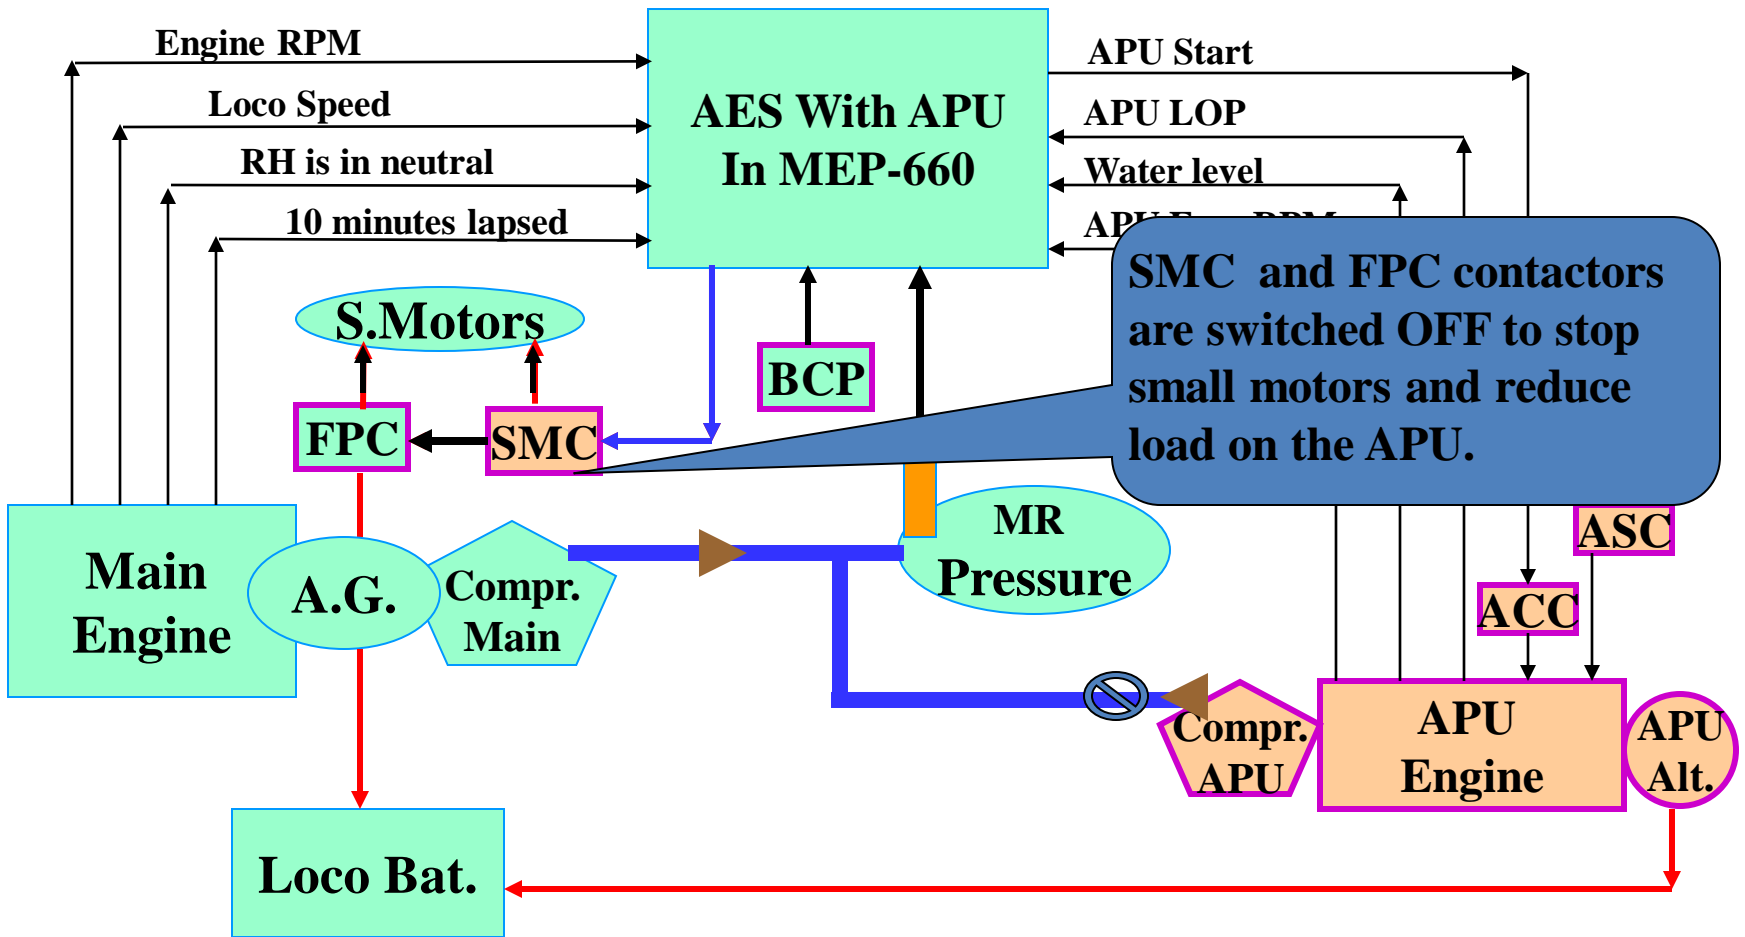 Engine RPM
Loco Speed
RH is in neutral
10 minutes lapsed
AES With APU
In MEP-660
APU Start
APU LOP
Water level
SMC and FPC contactors
are switched OFF to stop
small motors and reduce
load on the APU.
S.Motors
BCP
FPC
SMC
Main
Engine
A.G.
Compr.
Main
MR
Pressure
ASC
ACC
Compr.
APU
APU
Engine
APU
Alt.
Loco Bat.